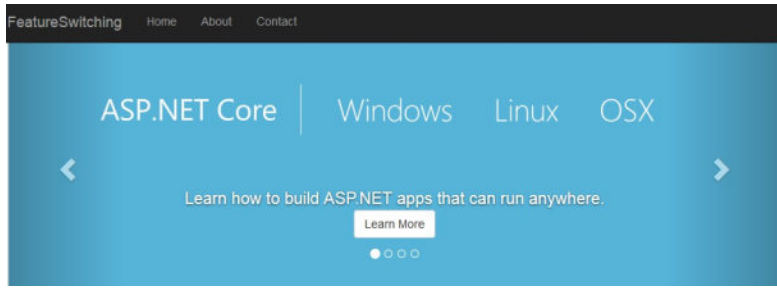 FeatureSwitching Home About Contact
ASP.NET Core Windows Linux OSX
Learn how to build ASP.NET apps that can run anywhere.
Learn More